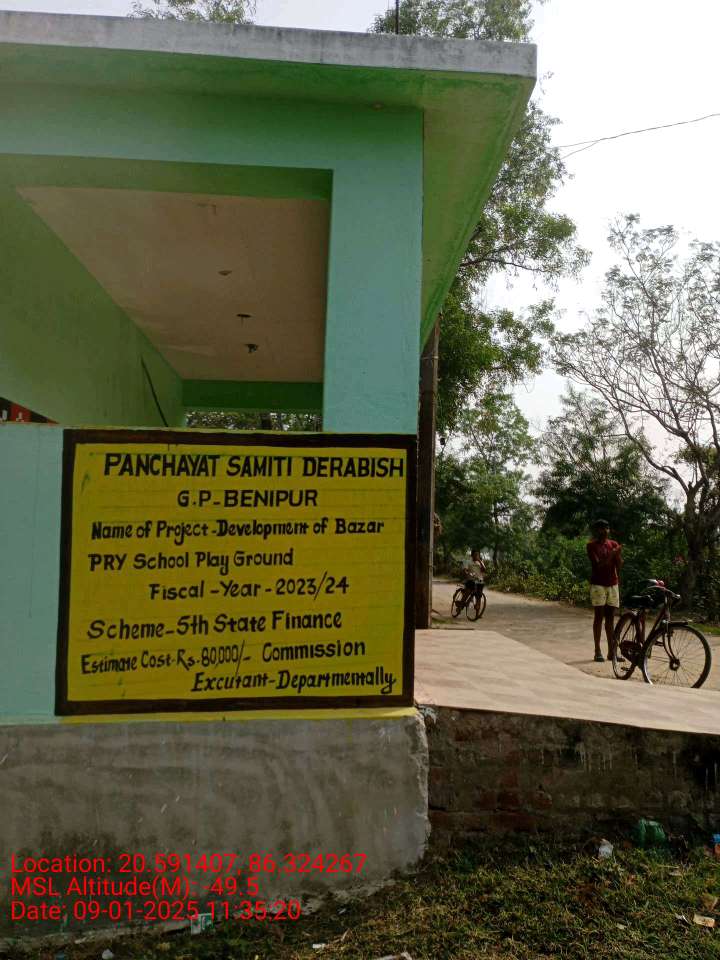 PANCHAYAT SAMITI DERABISH
G.P-BENIPUR
Name of Project-Development of Bazar
PRY School Play Ground
Fiscal-Year-2023/24
Scheme-5th State Finance
Estimate Cost-Rs.80,000/- Commission
Excutant-Departmentally
Location: 20.591407, 86.324267
MSL Altitude(M): -49.5
Date: 09-01-2025 11:35:20